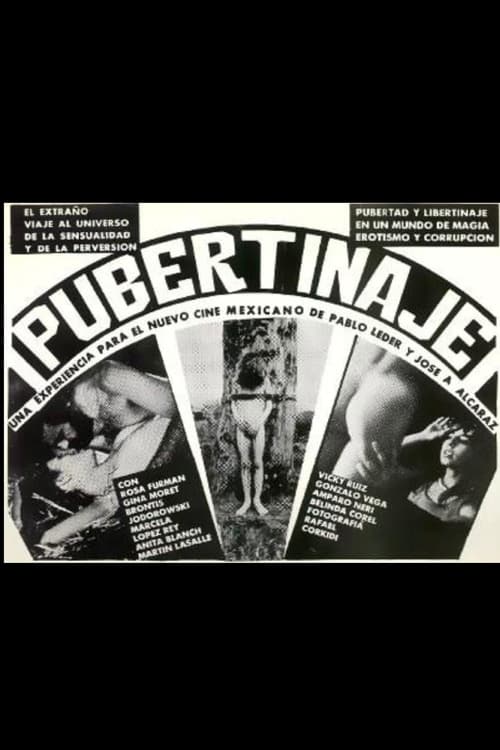 EL EXTRAÑO
VIAJE AL UNIVERSO
DE LA SENSUALIDAD
Y DE LA PERVERSION
PUBERTAD Y LIBERTINAJE
EN UN MUNDO DE MAGIA
EROTISMO Y CORRUPCION
PUBERTINAJE
UNA EXPERIENCIA PARA EL NUEVO CINE MEXICANO DE PABLO LEDER Y JOSE A ALCARAZ
CON
ROSA FURMAN
GINA MORET
BRONTIS
JODOROWSKI
MARCELA
LOPEZ REY
ANITA BLANCH
MARTIN LASALLE
VICKY RUIZ
GONZALO VEGA
AMPARO NERI
BELINDA COREL
FOTOGRAFIA
RAFAEL
CORKIDI